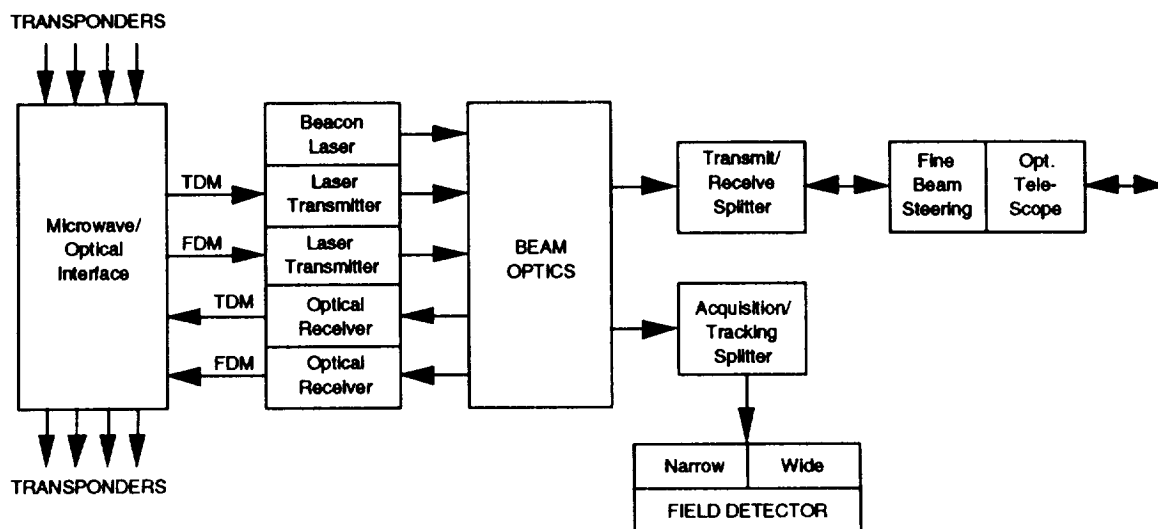 TRANSPONDERS
Microwave/
Optical
Interface
TRANSPONDERS
TDM
FDM
TDM
FDM
Beacon
Laser
Laser
Transmitter
Laser
Transmitter
Optical
Receiver
Optical
Receiver
BEAM
OPTICS
Transmit/
Receive
Splitter
Fine
Beam
Steering
Opt.
Tele-
Scope
Acquisition/
Tracking
Splitter
Narrow
Wide
FIELD DETECTOR